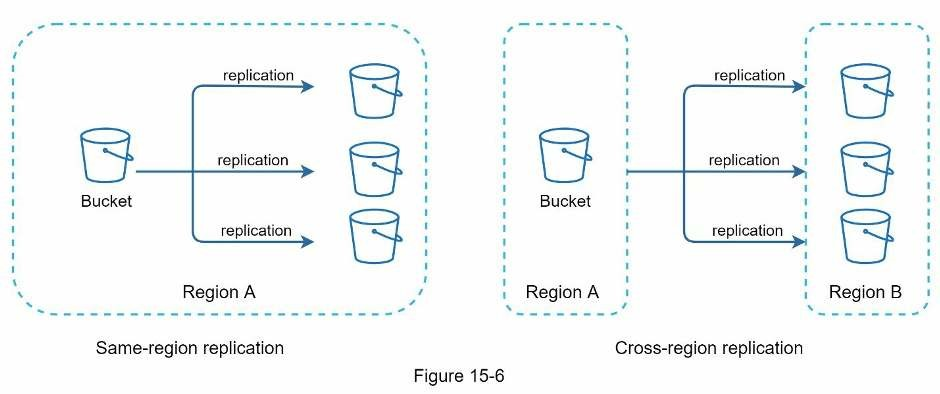 replication
replication
Bucket
replication
Region A
Same-region replication
replication
replication
Bucket
replication
Region A
Region B
Cross-region replication
Figure 15-6